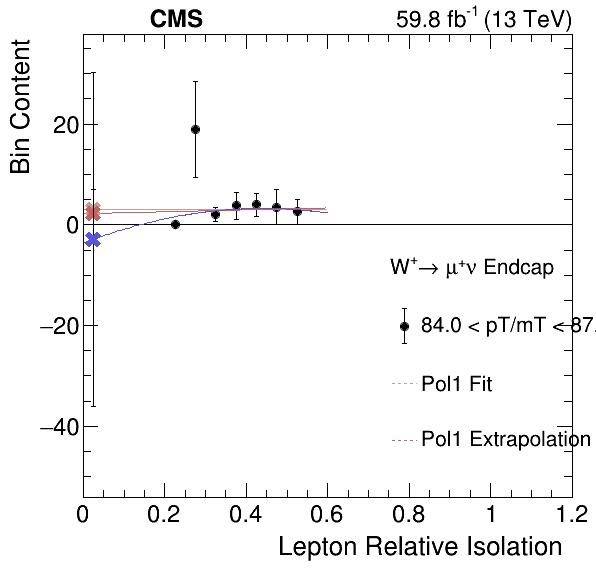 CMS
59.8 fb⁻¹ (13 TeV)
Bin Content
20
0
−20
−40
W⁺→ μ⁺ν Endcap
84.0 < pT/mT < 87.
Pol1 Fit
Pol1 Extrapolation
0 0.2 0.4 0.6 0.8 1 1.2
Lepton Relative Isolation